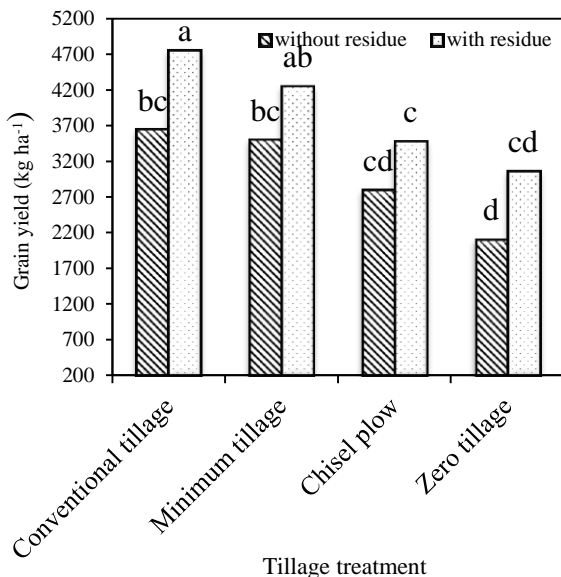 5200
4700
4200
3700
3200
2700
2200
1700
1200
700
200
Grain yield (kg ha⁻¹)
without residue with residue
a
ab
bc
bc
c
cd
cd
d
Conventional tillage
Minimum tillage
Chisel plow
Zero tillage
Tillage treatment